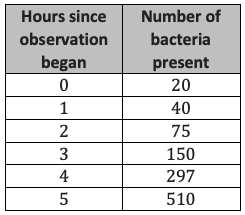 Hours since Number of
observation bacteria
began present
0 20
1 40
2 75
3 150
4 297
5 510